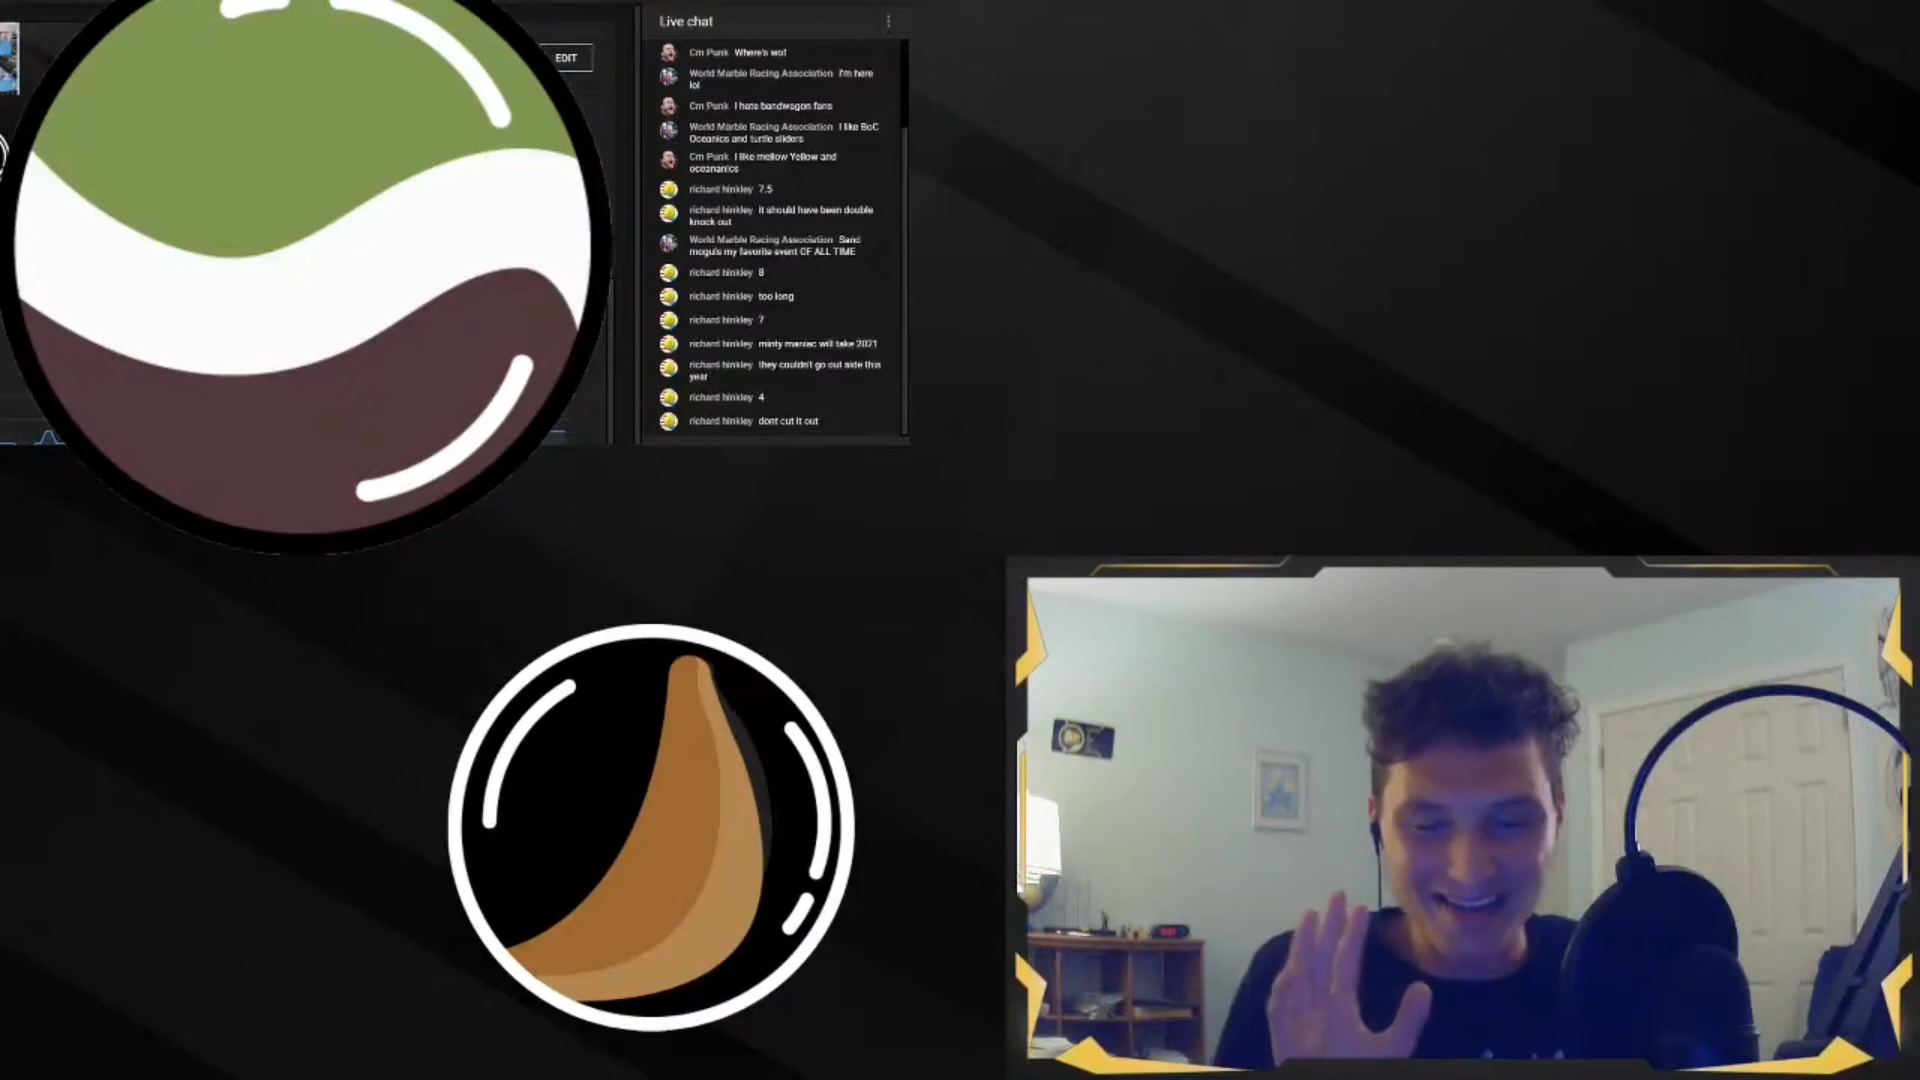 EDIT
Live chat
Cm Punk Where's wof
World Marble Racing Association I'm here
lol
Cm Punk I hate bandwagon fans
World Marble Racing Association I like BoC
Oceanics and turtle sliders
Cm Punk I like mellow Yellow and
oceananics
richard hinkley 7.5
richard hinkley it should have been double
knock out
World Marble Racing Association Sand
moguls my favorite event OF ALL TIME
richard hinkley 8
richard hinkley too long
richard hinkley 7
richard hinkley minty maniac will take 2021
richard hinkley they couldn't go out side this
year
richard hinkley 4
richard hinkley dont cut it out